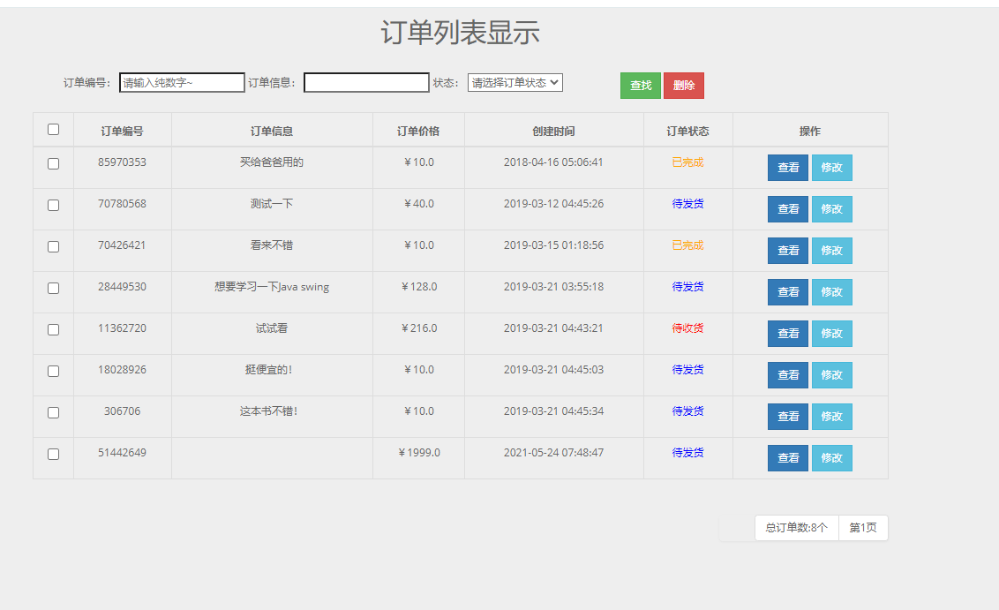 订单列表显示
订单编号： 请输入纯数字~ 订单信息： 状态： 请选择订单状态 查找 删除
订单编号 订单信息 订单价格 创建时间 订单状态 操作
85970353 买给爸爸用的 ￥10.0 2018-04-16 05:06:41 已完成 查看 修改
70780568 测试一下 ￥40.0 2019-03-12 04:45:26 待发货 查看 修改
70426421 看来不错 ￥10.0 2019-03-15 01:18:56 已完成 查看 修改
28449530 想要学习一下Java swing ￥128.0 2019-03-21 03:55:18 待发货 查看 修改
11362720 试试看 ￥216.0 2019-03-21 04:43:21 待收货 查看 修改
18028926 挺便宜的！ ￥10.0 2019-03-21 04:45:03 待发货 查看 修改
306706 这本书不错！ ￥10.0 2019-03-21 04:45:34 待发货 查看 修改
51442649 ￥1999.0 2021-05-24 07:48:47 待发货 查看 修改
总订单数:8个 第1页